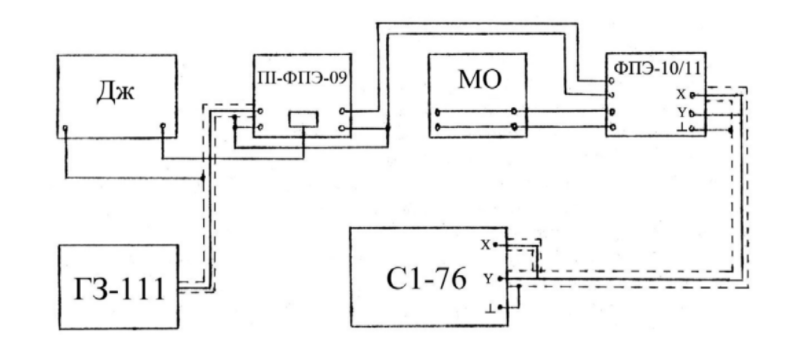 Дж
ПІ-ФПЭ-09
МО
ФПЭ-10/11
X
Y
⊥
ГЗ-111
С1-76
X
Y
⊥